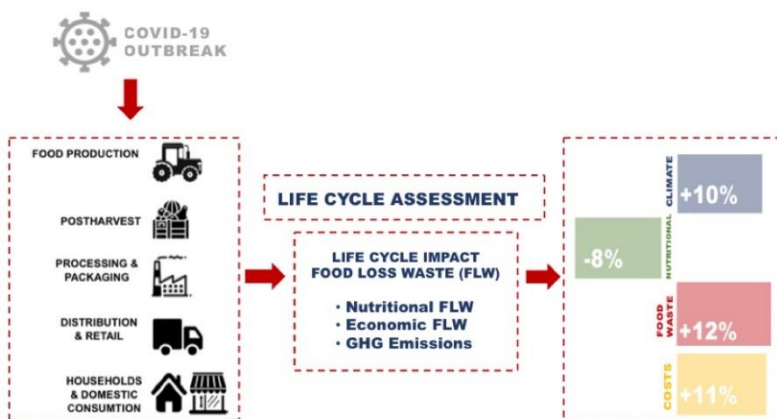 COVID-19
OUTBREAK
FOOD PRODUCTION
POSTHARVEST
PROCESSING &
PACKAGING
DISTRIBUTION
& RETAIL
HOUSEHOLDS
& DOMESTIC
CONSUMTION
LIFE CYCLE ASSESSMENT
LIFE CYCLE IMPACT
FOOD LOSS WASTE (FLW)
· Nutritional FLW
· Economic FLW
· GHG Emissions
CLIMATE
+10%
NUTRITIONAL
-8%
FOOD
WASTE
+12%
COSTS
+11%